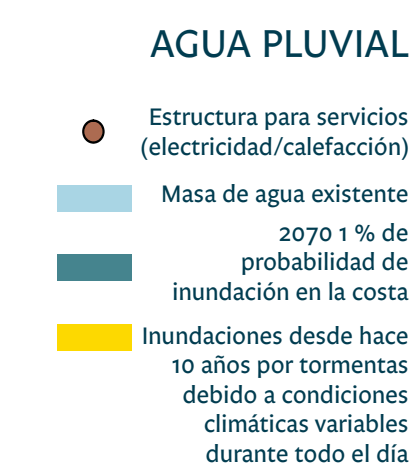 AGUA PLUVIAL
Estructura para servicios
(electricidad/calefacción)
Masa de agua existente
2070 1 % de
probabilidad de
inundación en la costa
Inundaciones desde hace
10 años por tormentas
debido a condiciones
climáticas variables
durante todo el día